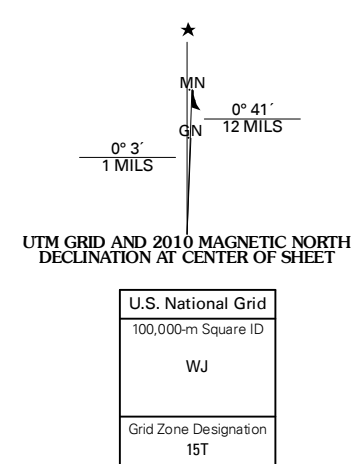 ★
MN
GN
0° 41´
12 MILS
0° 3´
1 MILS
UTM GRID AND 2010 MAGNETIC NORTH
DECLINATION AT CENTER OF SHEET
U.S. National Grid
100,000-m Square ID
WJ
Grid Zone Designation
15T